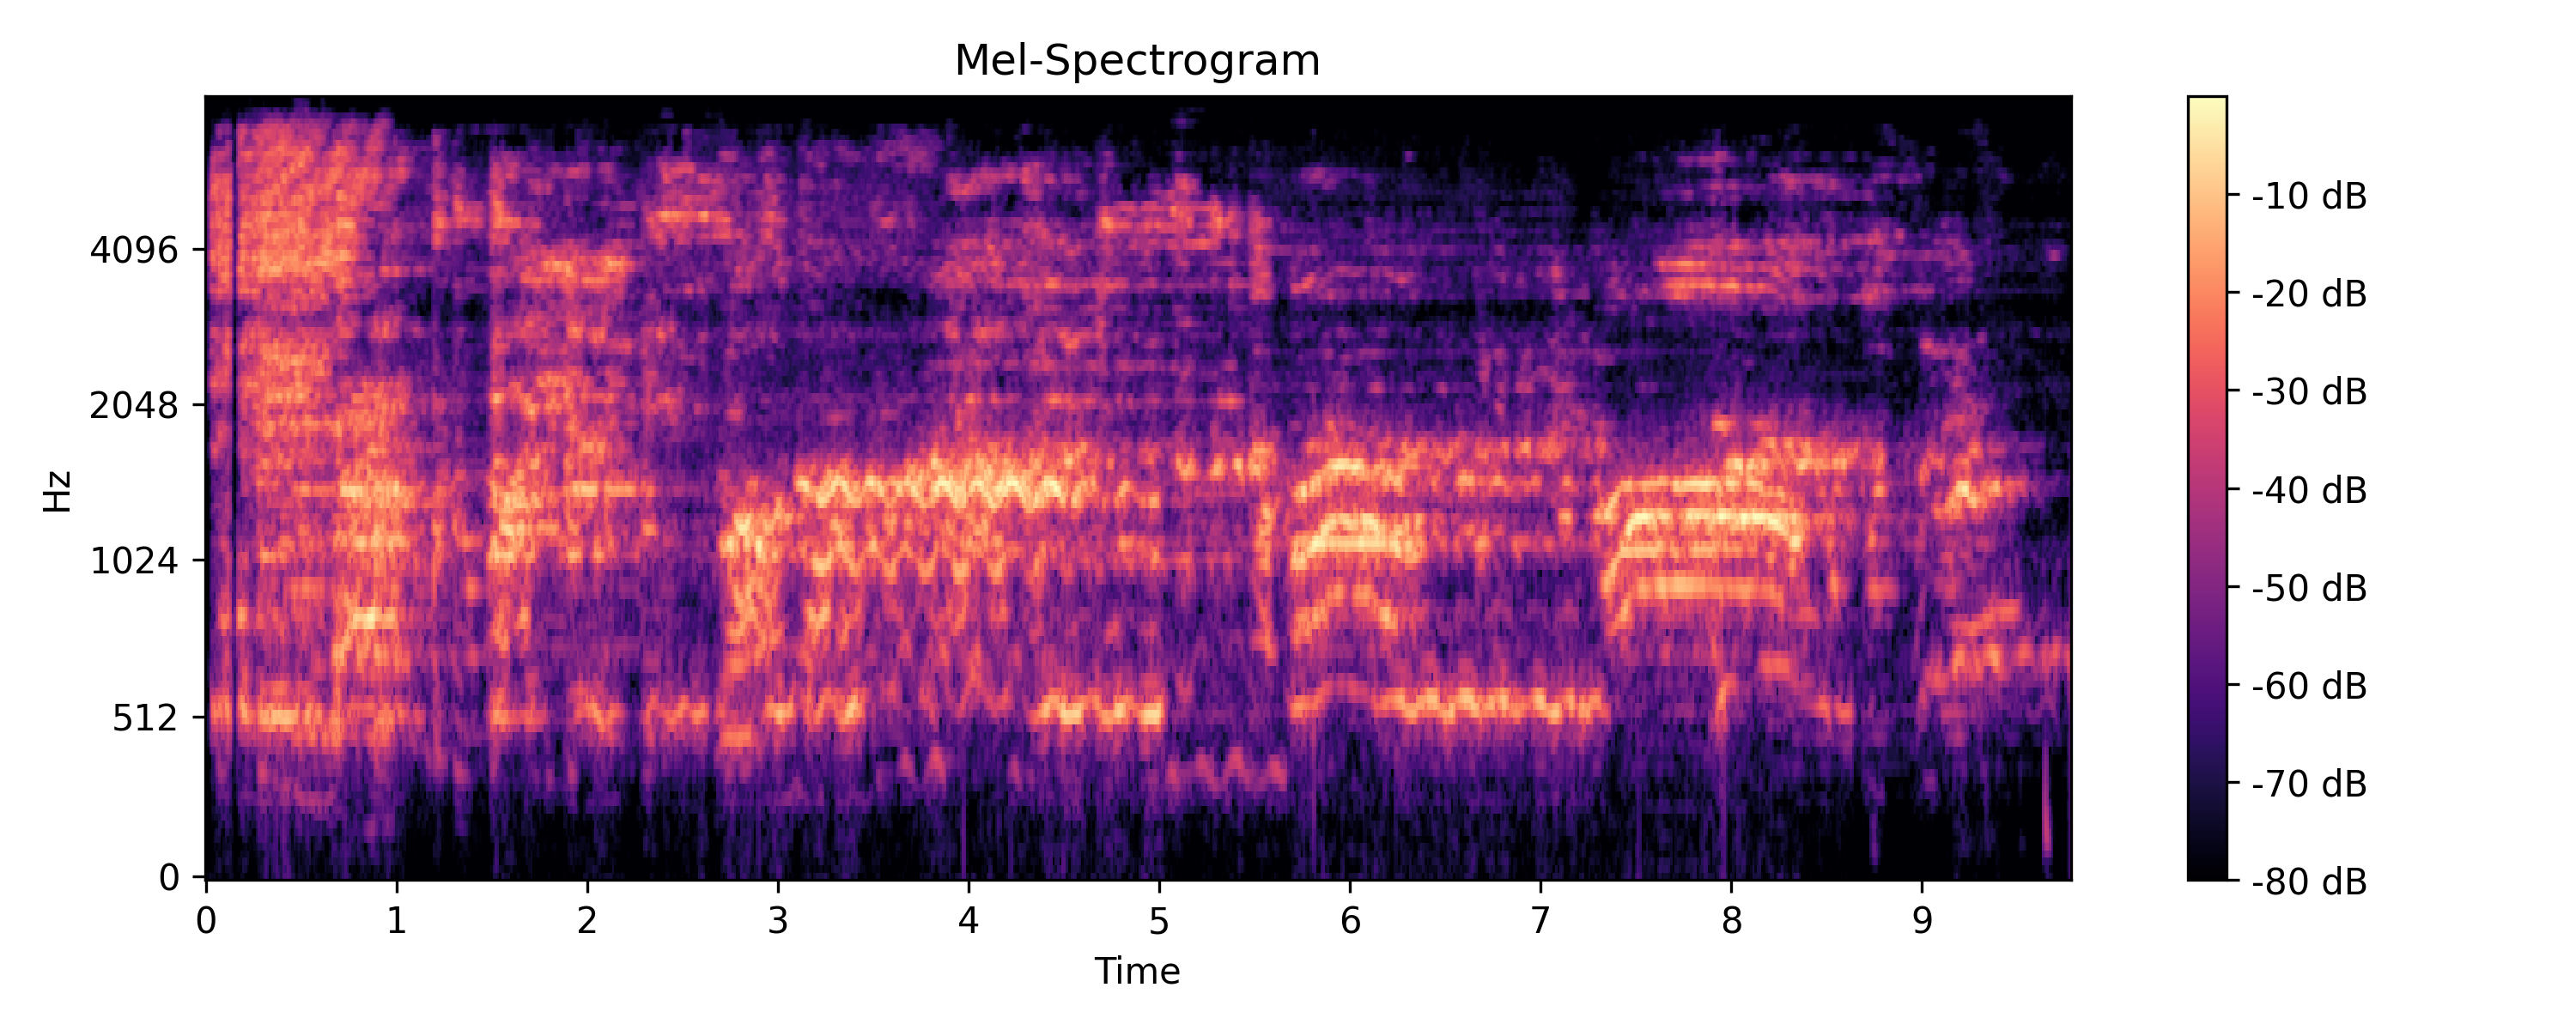 Mel-Spectrogram
Hz
4096
2048
1024
512
0
0 1 2 3 4 5 6 7 8 9
Time
-10 dB
-20 dB
-30 dB
-40 dB
-50 dB
-60 dB
-70 dB
-80 dB